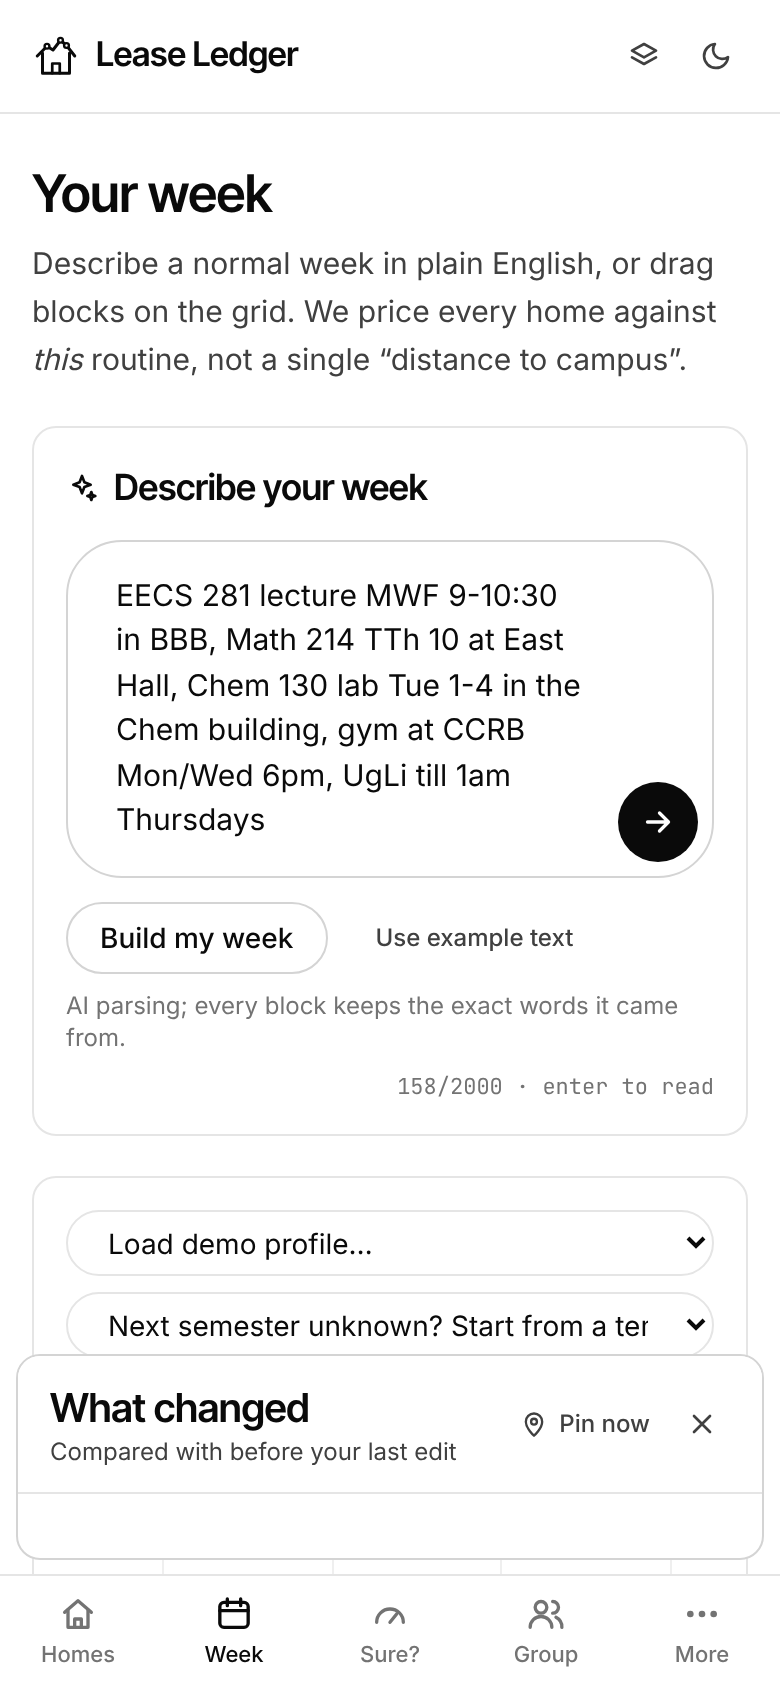 Lease Ledger
Your week
Describe a normal week in plain English, or drag
blocks on the grid. We price every home against
this routine, not a single “distance to campus”.
Describe your week
EECS 281 lecture MWF 9-10:30
in BBB, Math 214 TTh 10 at East
Hall, Chem 130 lab Tue 1-4 in the
Chem building, gym at CCRB
Mon/Wed 6pm, UgLi till 1am
Thursdays
Build my week
Use example text
AI parsing; every block keeps the exact words it came
from.
158/2000 · enter to read
Load demo profile...
Next semester unknown? Start from a
What changed
Pin now
Compared with before your last edit
Homes
Week
Sure?
Group
More